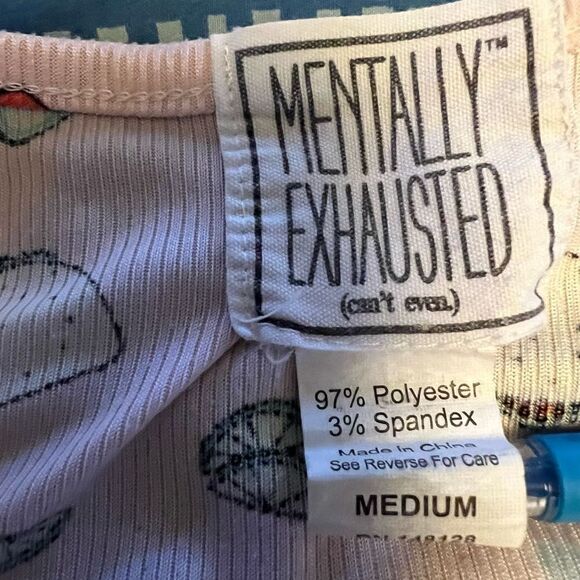 MENTALLY™
EXHAUSTED
(can't even.)
97% Polyester
3% Spandex
Made in China
See Reverse For Care
MEDIUM